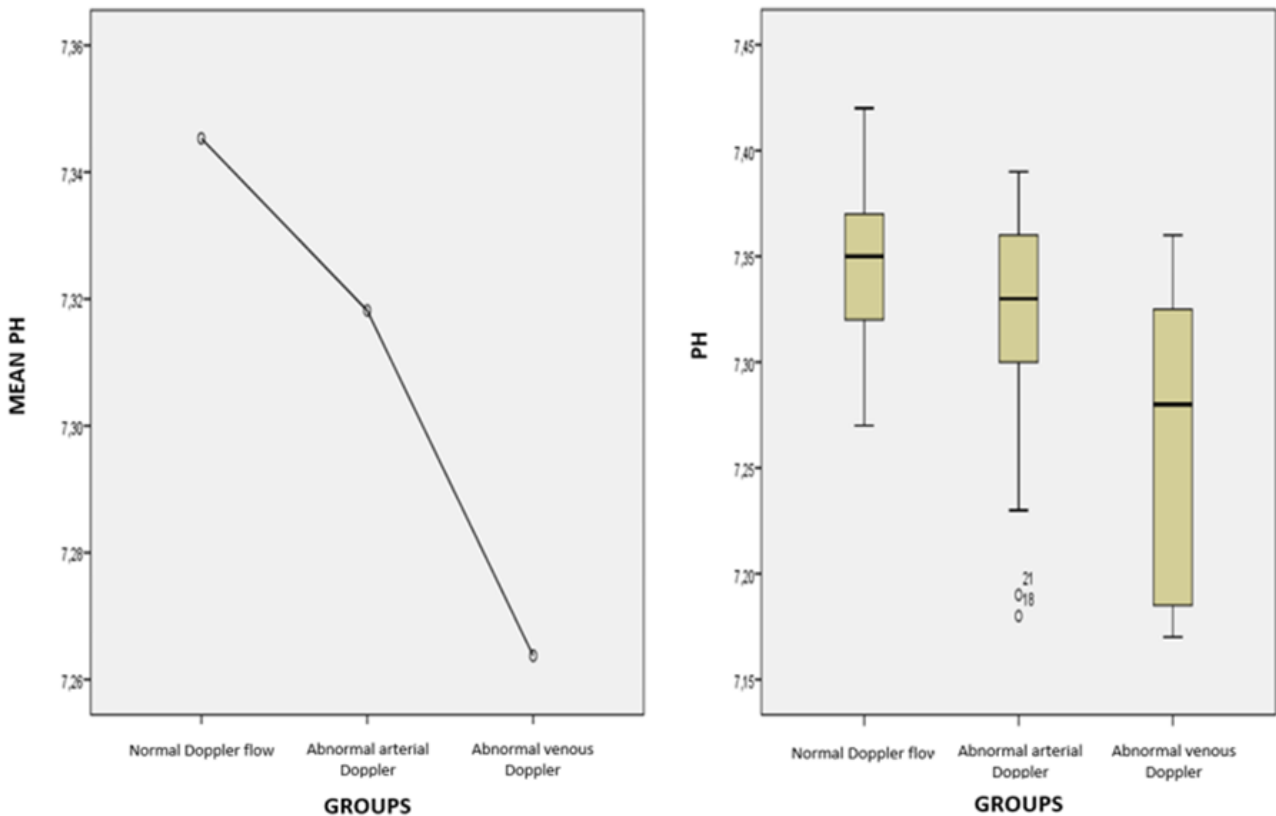 MEAN PH
7,36
7,34
7,32
7,30
7,28
7,26
Normal Doppler flow
Abnormal arterial
Doppler
Abnormal venous
Doppler
GROUPS
PH
7,45
7,40
7,35
7,30
7,25
7,20
7,15
21
18
Normal Doppler flov
Abnormal arterial
Doppler
Abnormal venous
Doppler
GROUPS